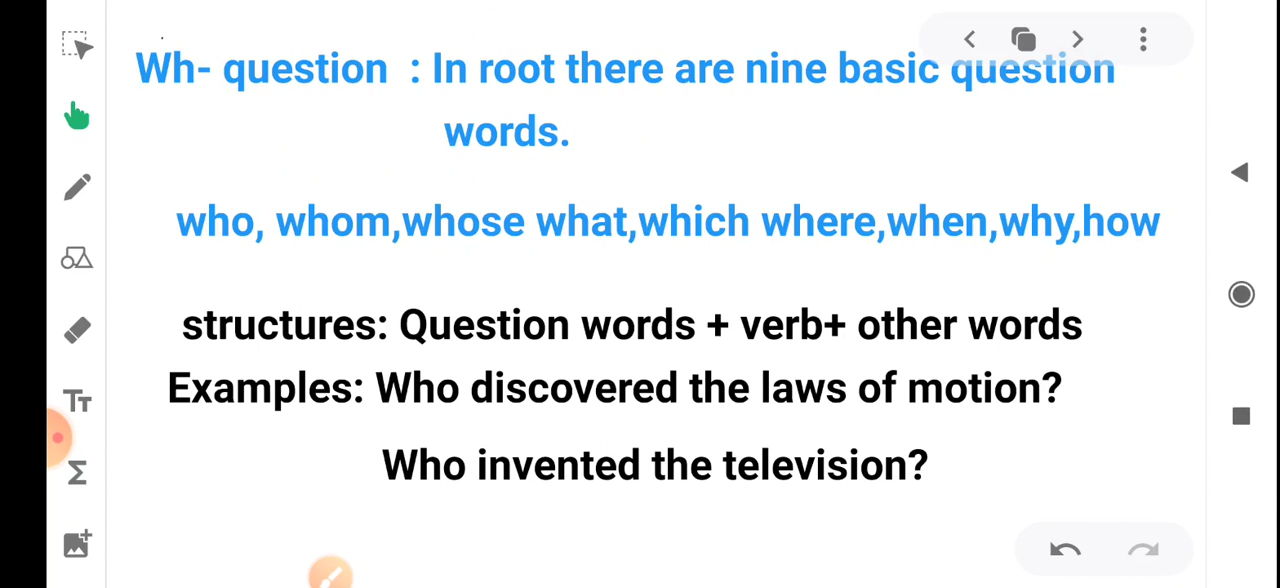 Wh- question : In root there are nine basic question
words.
who, whom,whose what,which where,when,why,how
structures: Question words + verb+ other words
Examples: Who discovered the laws of motion?
Who invented the television?